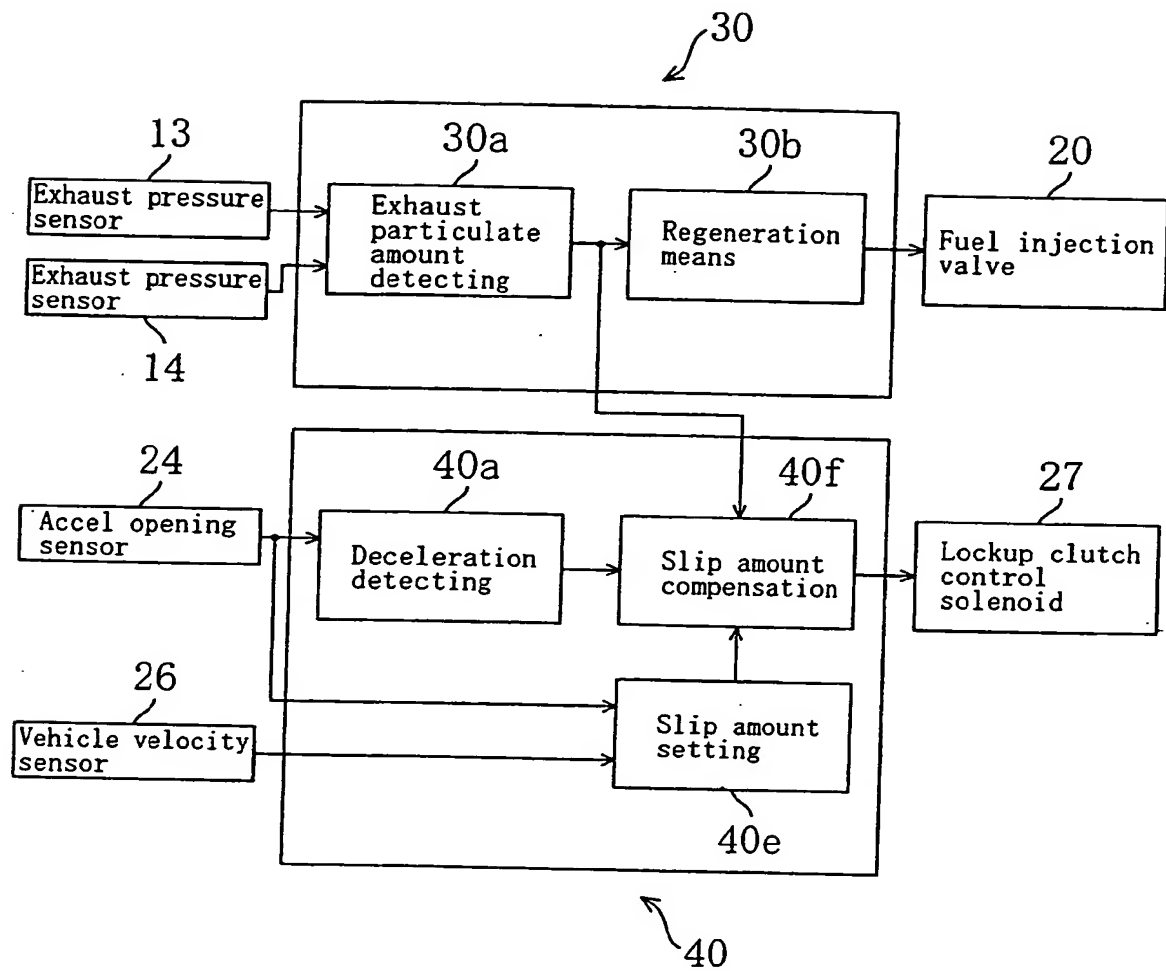 30
13
30a
30b
20
Exhaust pressure
sensor
Exhaust
particulate
amount
detecting
Regeneration
means
Fuel injection
valve
Exhaust pressure
sensor
14
24
40a
40f
27
Accel opening
sensor
Deceleration
detecting
Slip amount
compensation
Lockup clutch
control
solenoid
26
Vehicle velocity
sensor
Slip amount
setting
40e
40